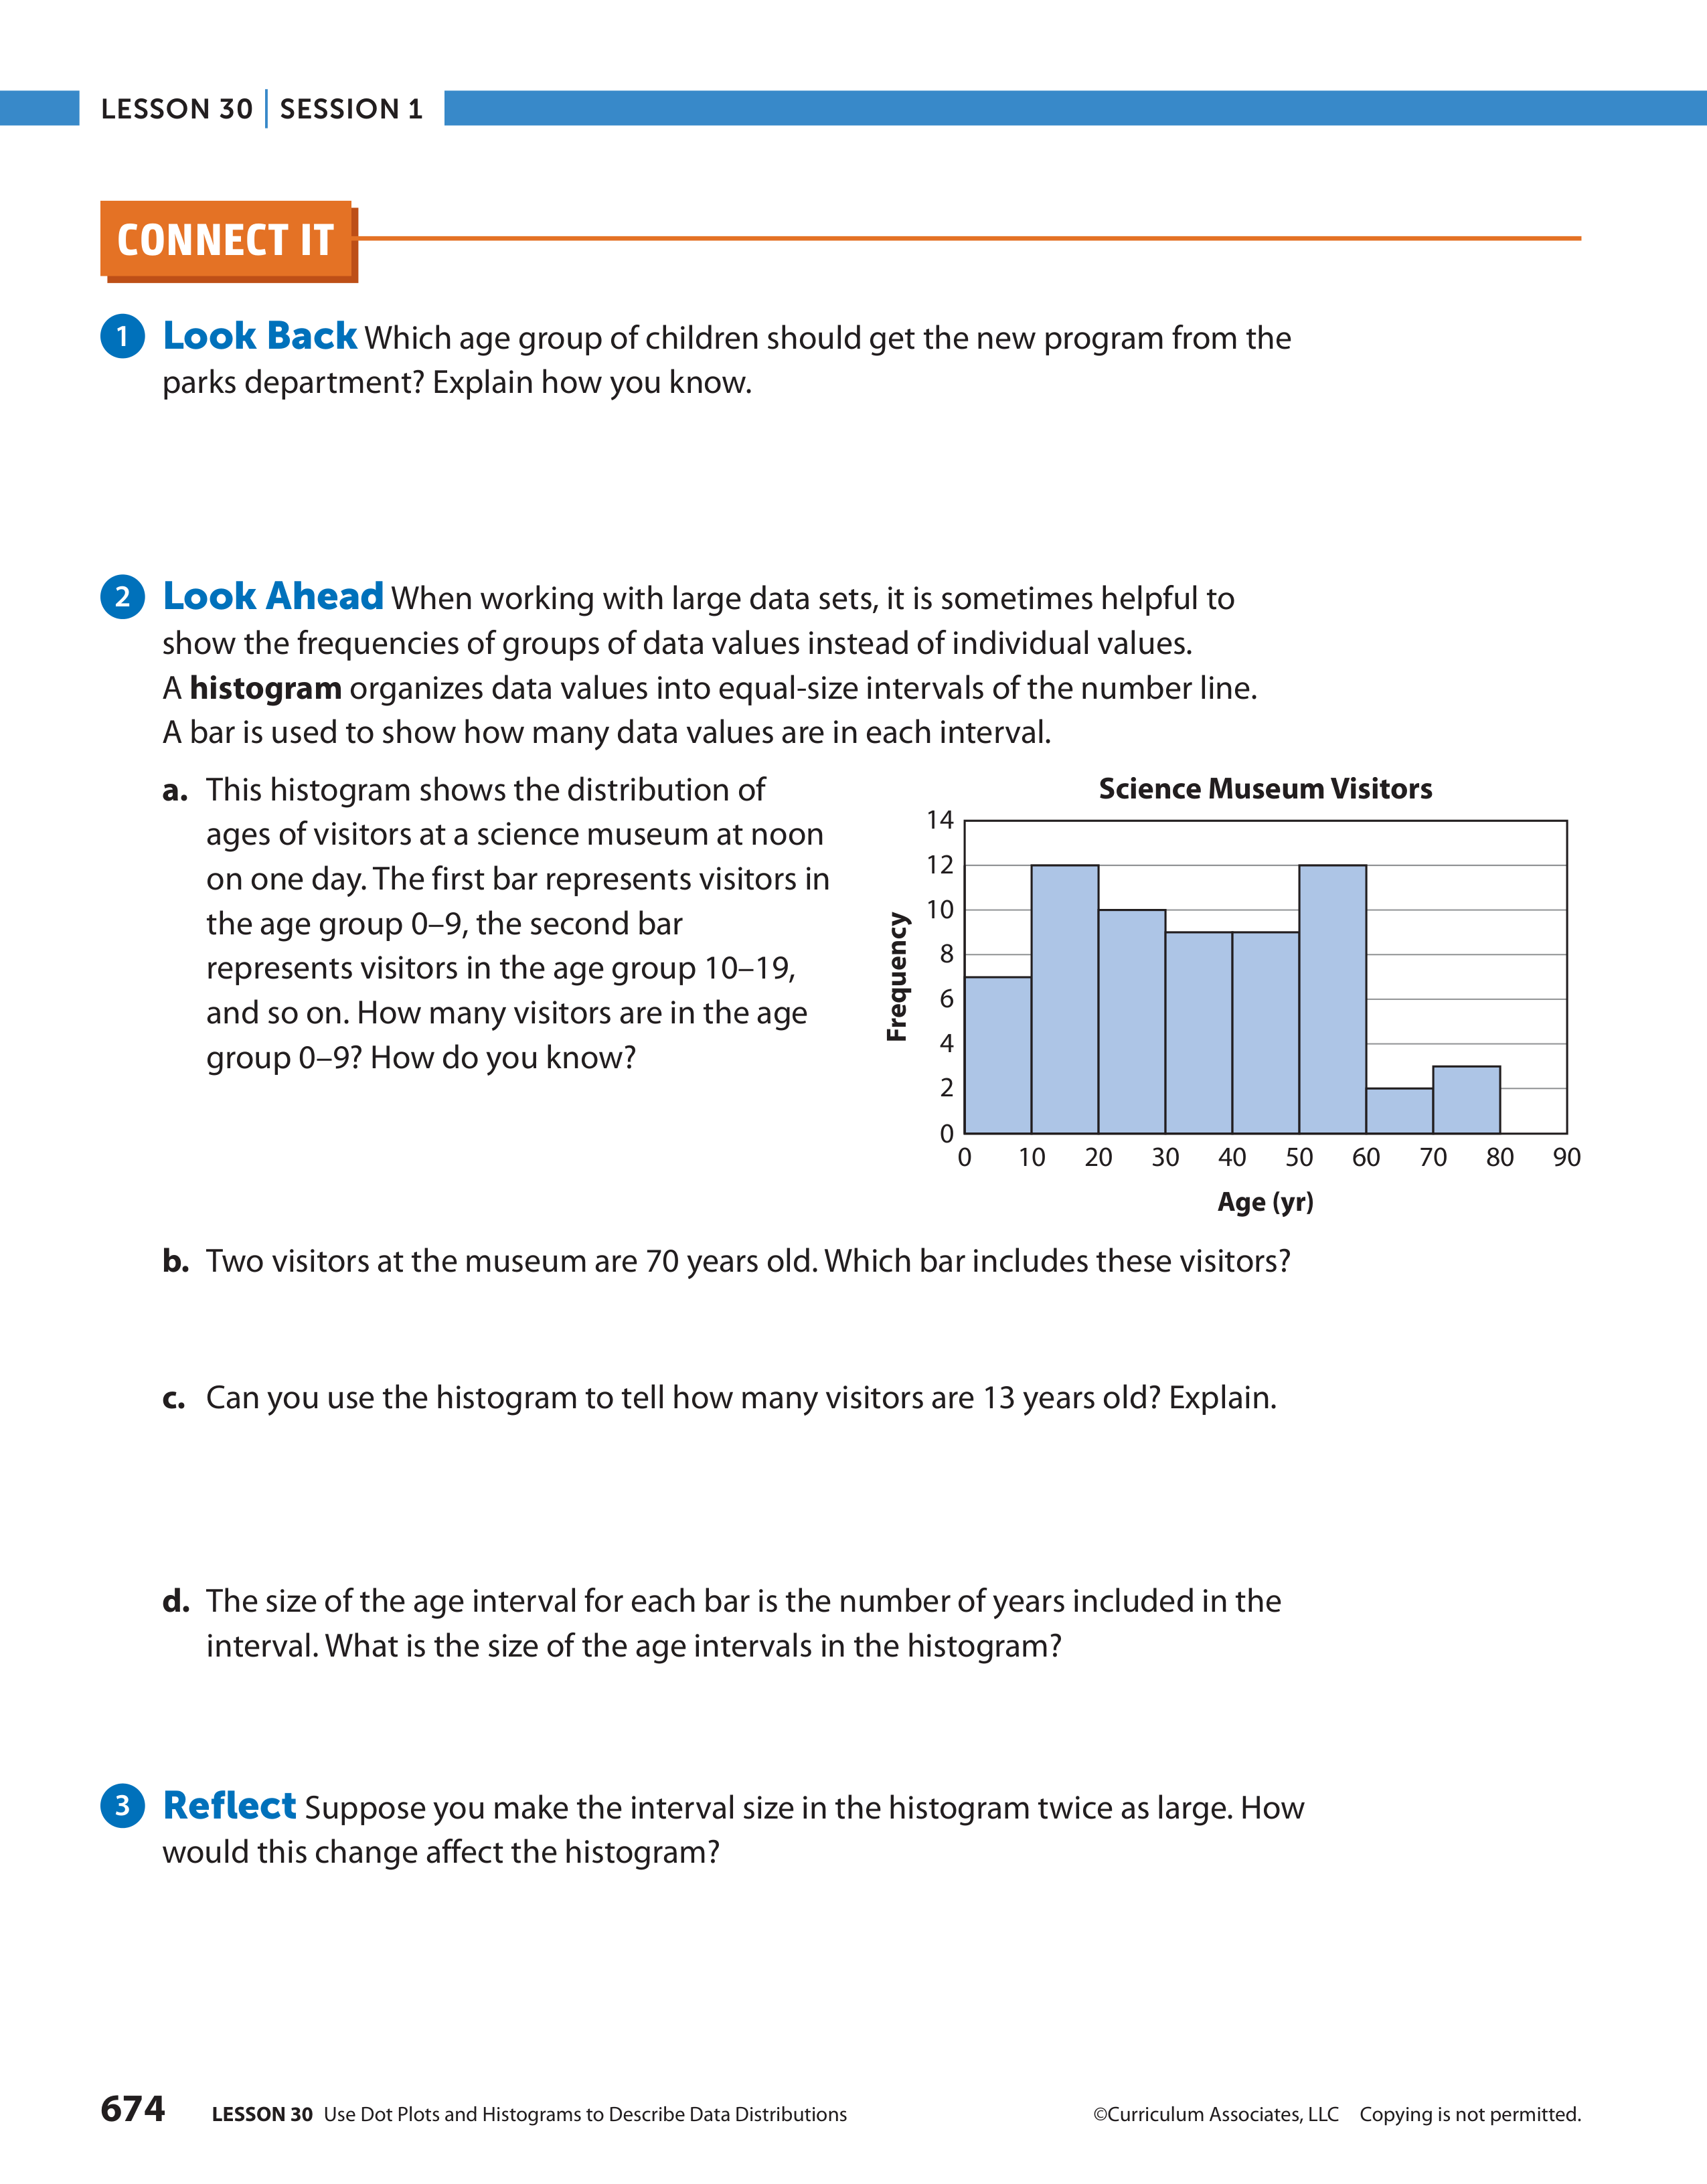 LESSON 30 | SESSION 1
CONNECT IT
1 Look Back Which age group of children should get the new program from the
parks department? Explain how you know.
2 Look Ahead When working with large data sets, it is sometimes helpful to
show the frequencies of groups of data values instead of individual values.
A histogram organizes data values into equal-size intervals of the number line.
A bar is used to show how many data values are in each interval.
a. This histogram shows the distribution of
ages of visitors at a science museum at noon
on one day. The first bar represents visitors in
the age group 0–9, the second bar
represents visitors in the age group 10–19,
and so on. How many visitors are in the age
group 0–9? How do you know?
Science Museum Visitors
Frequency
14
12
10
8
6
4
2
0
0 10 20 30 40 50 60 70 80 90
Age (yr)
b. Two visitors at the museum are 70 years old. Which bar includes these visitors?
c. Can you use the histogram to tell how many visitors are 13 years old? Explain.
d. The size of the age interval for each bar is the number of years included in the
interval. What is the size of the age intervals in the histogram?
3 Reflect Suppose you make the interval size in the histogram twice as large. How
would this change affect the histogram?
674 LESSON 30 Use Dot Plots and Histograms to Describe Data Distributions ©Curriculum Associates, LLC Copying is not permitted.